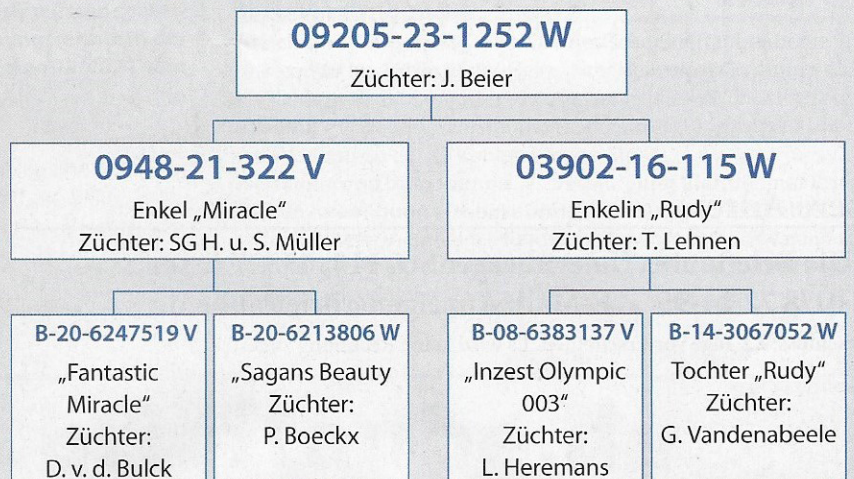 09205-23-1252 W
Züchter: J. Beier
0948-21-322 V
Enkel „Miracle“
Züchter: SG H. u. S. Müller
03902-16-115 W
Enkelin „Rudy“
Züchter: T. Lehnen
B-20-6247519 V
„Fantastic
Miracle“
Züchter:
D. v. d. Bulck
B-20-6213806 W
„Sagans Beauty
Züchter:
P. Boeckx
B-08-6383137 V
„Inzest Olympic
003“
Züchter:
L. Heremans
B-14-3067052 W
Tochter „Rudy“
Züchter:
G. Vandenabeele